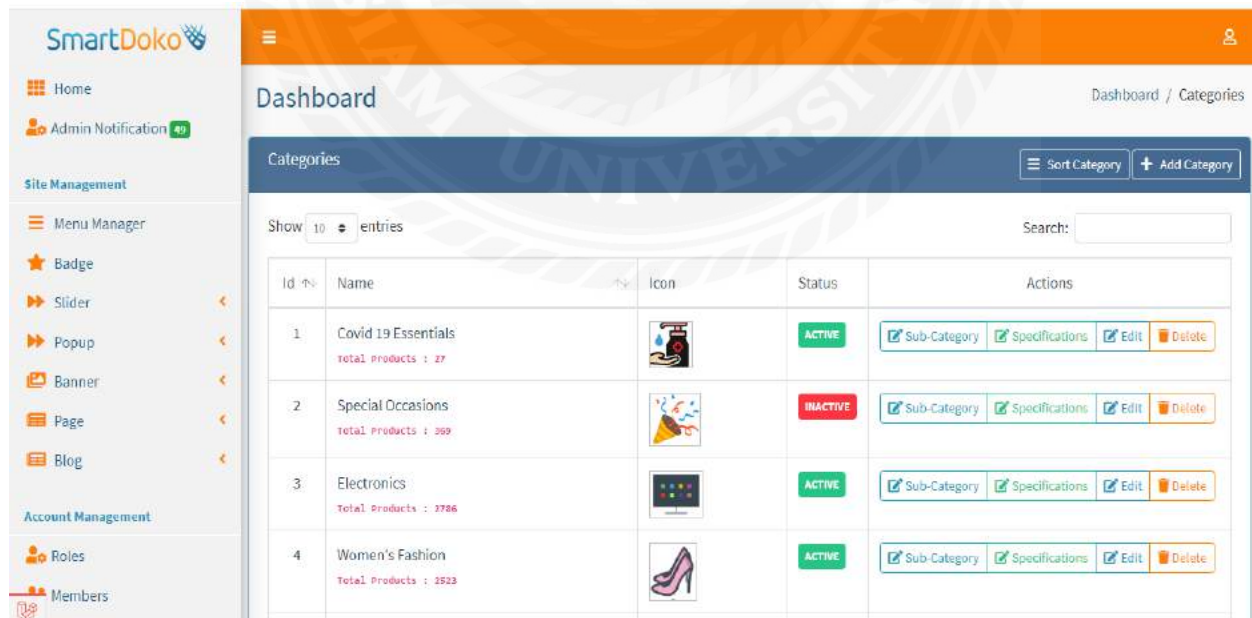 SmartDoko
Home
Admin Notification 49
Site Management
Menu Manager
Badge
Slider
Popup
Banner
Page
Blog
Account Management
Roles
Members
Dashboard
Dashboard / Categories
Categories
Sort Category
Add Category
Show 10 entries
Search:
Id Name Icon Status Actions
1 Covid 19 Essentials ACTIVE Sub-Category Specifications Edit Delete
Total Products : 27
2 Special Occasions INACTIVE Sub-Category Specifications Edit Delete
Total Products : 369
3 Electronics ACTIVE Sub-Category Specifications Edit Delete
Total Products : 2786
4 Women's Fashion ACTIVE Sub-Category Specifications Edit Delete
Total Products : 2523
SIAM UNIVERSITY